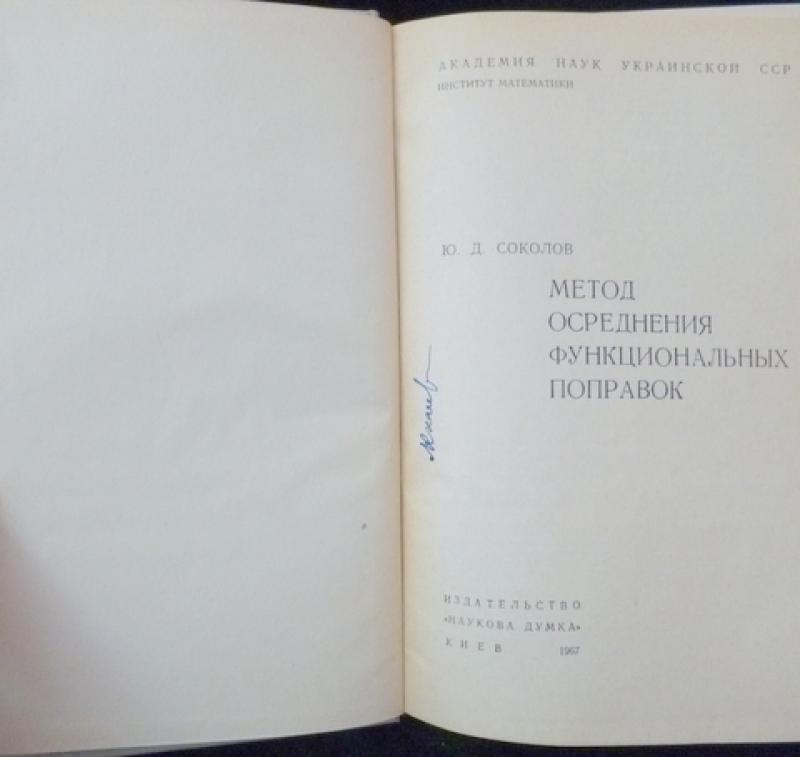 АКАДЕМИЯ НАУК УКРАИНСКОЙ ССР
ИНСТИТУТ МАТЕМАТИКИ
Ю. Д. СОКОЛОВ
МЕТОД
ОСРЕДНЕНИЯ
ФУНКЦИОНАЛЬНЫХ
ПОПРАВОК
ИЗДАТЕЛЬСТВО
«НАУКОВА ДУМКА»
КИЕВ 1967